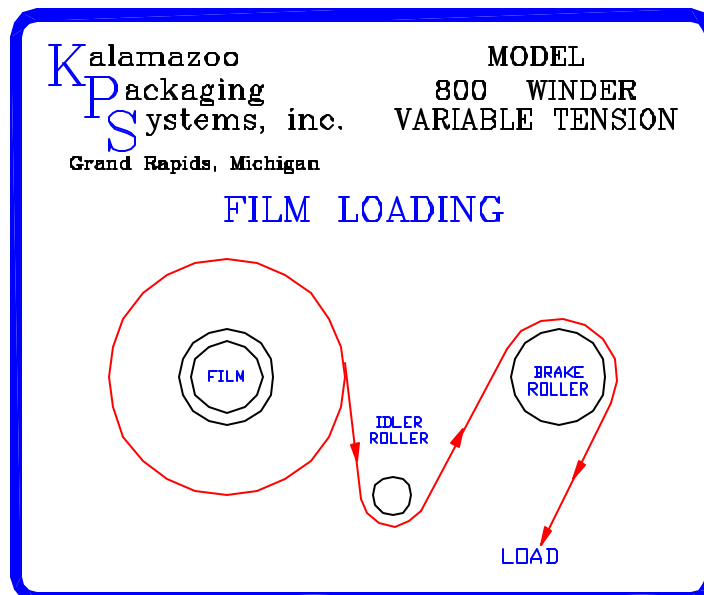 Kalamazoo
Packaging
Systems, inc.
Grand Rapids, Michigan
MODEL
800 WINDER
VARIABLE TENSION
FILM LOADING
FILM
IDLER
ROLLER
BRAKE
ROLLER
LOAD